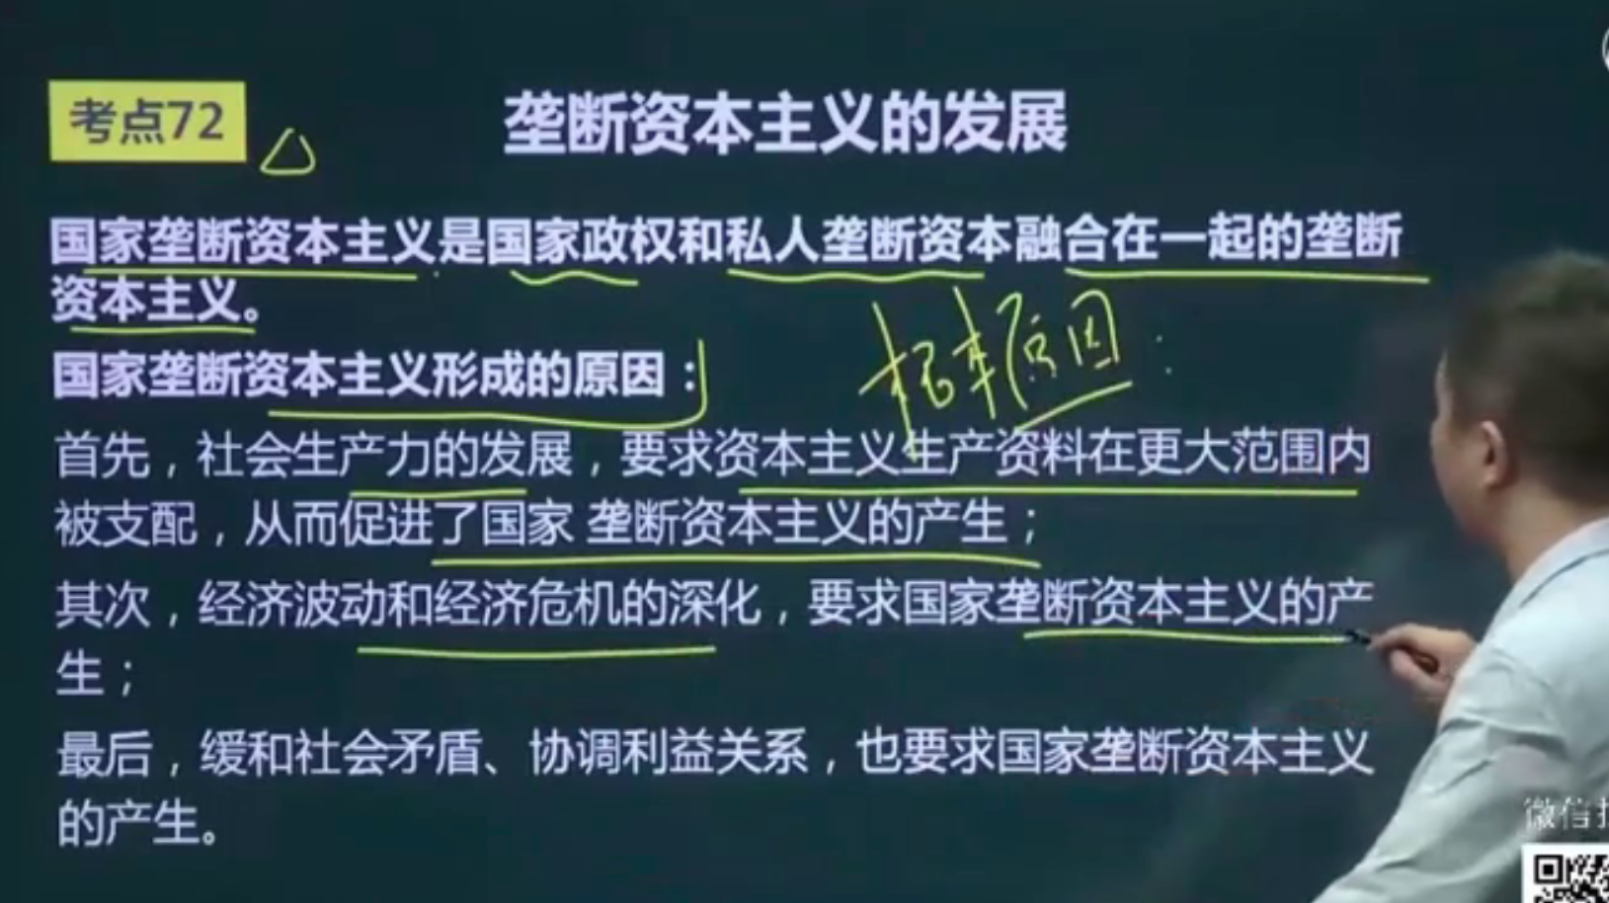 考点72
垄断资本主义的发展
国家垄断资本主义是国家政权和私人垄断资本融合在一起的垄断
资本主义。
根本原因：
国家垄断资本主义形成的原因：
首先，社会生产力的发展，要求资本主义生产资料在更大范围内
被支配，从而促进了国家 垄断资本主义的产生；
其次，经济波动和经济危机的深化，要求国家垄断资本主义的产
生；
最后，缓和社会矛盾、协调利益关系，也要求国家垄断资本主义
的产生。
微信扫